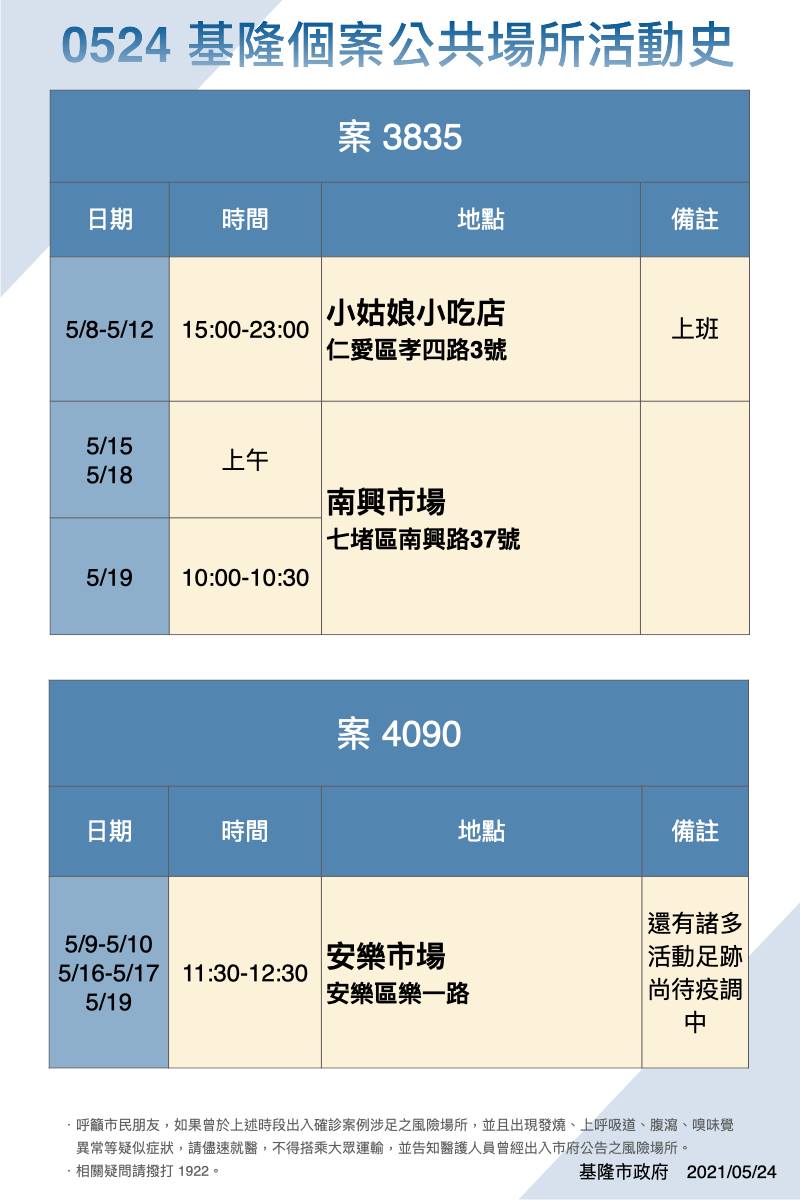 0524 基隆個案公共場所活動史
案 3835
日期 時間 地點 備註
5/8-5/12 15:00-23:00 小姑娘小吃店
仁愛區孝四路3號
上班
5/15
5/18
上午
南興市場
七堵區南興路37號
5/19 10:00-10:30
案 4090
日期 時間 地點 備註
5/9-5/10
5/16-5/17
5/19
11:30-12:30
安樂市場
安樂區樂一路
還有諸多
活動足跡
尚待疫調
中
· 呼籲市民朋友，如果曾於上述時段出入確診案例涉足之風險場所，並且出現發燒、上呼吸道、腹瀉、嗅味覺
異常等疑似症狀，請儘速就醫，不得搭乘大眾運輸，並告知醫護人員曾經出入市府公告之風險場所。
· 相關疑問請撥打 1922。
基隆市政府 2021/05/24